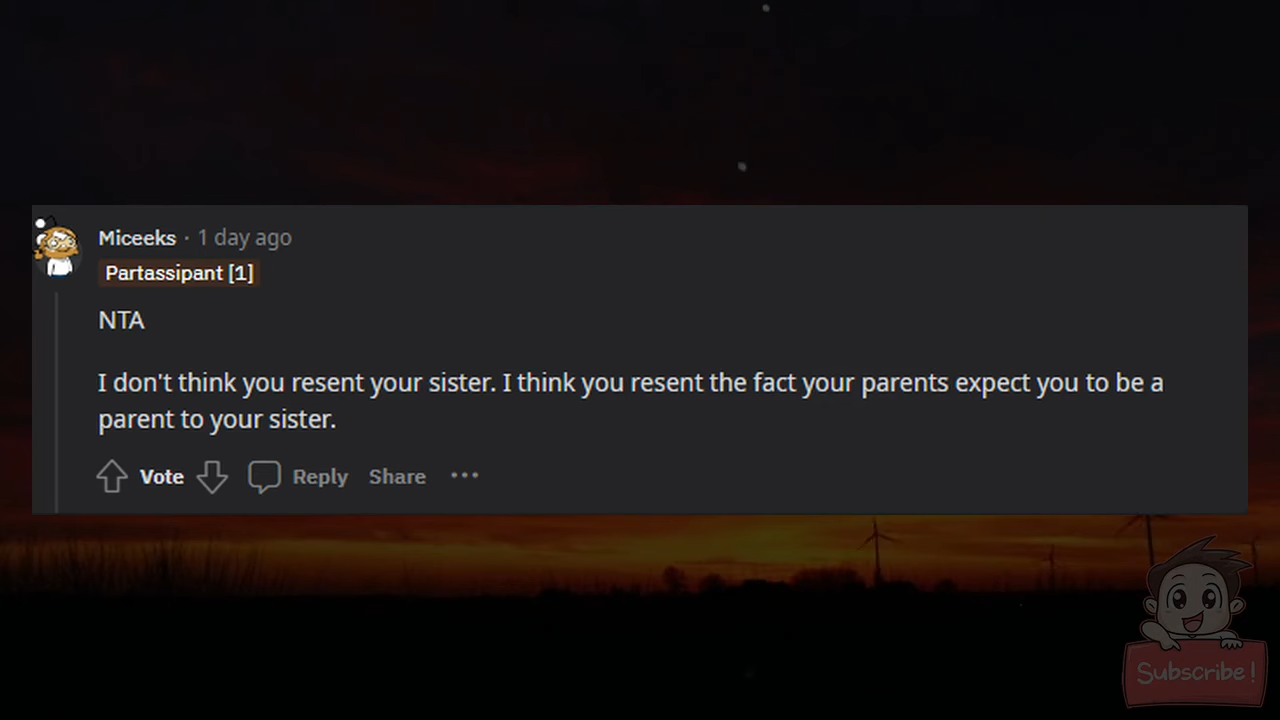 Miceeks · 1 day ago
Partassipant [1]
NTA
I don't think you resent your sister. I think you resent the fact your parents expect you to be a
parent to your sister.
Vote Reply Share ···
Subscribe!